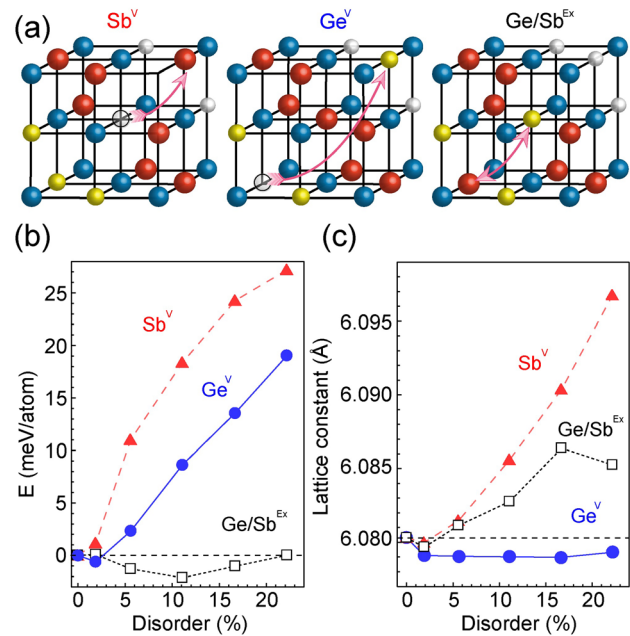 (a)
Sb^V
Ge^V
Ge/Sb^Ex
(b)
25
20
15
10
5
0
E (meV/atom)
Sb^V
Ge^V
Ge/Sb^Ex
0
5
10
15
20
Disorder (%)
(c)
6.095
6.090
6.085
6.080
Lattice constant (Å)
Sb^V
Ge/Sb^Ex
Ge^V
0
5
10
15
20
Disorder (%)